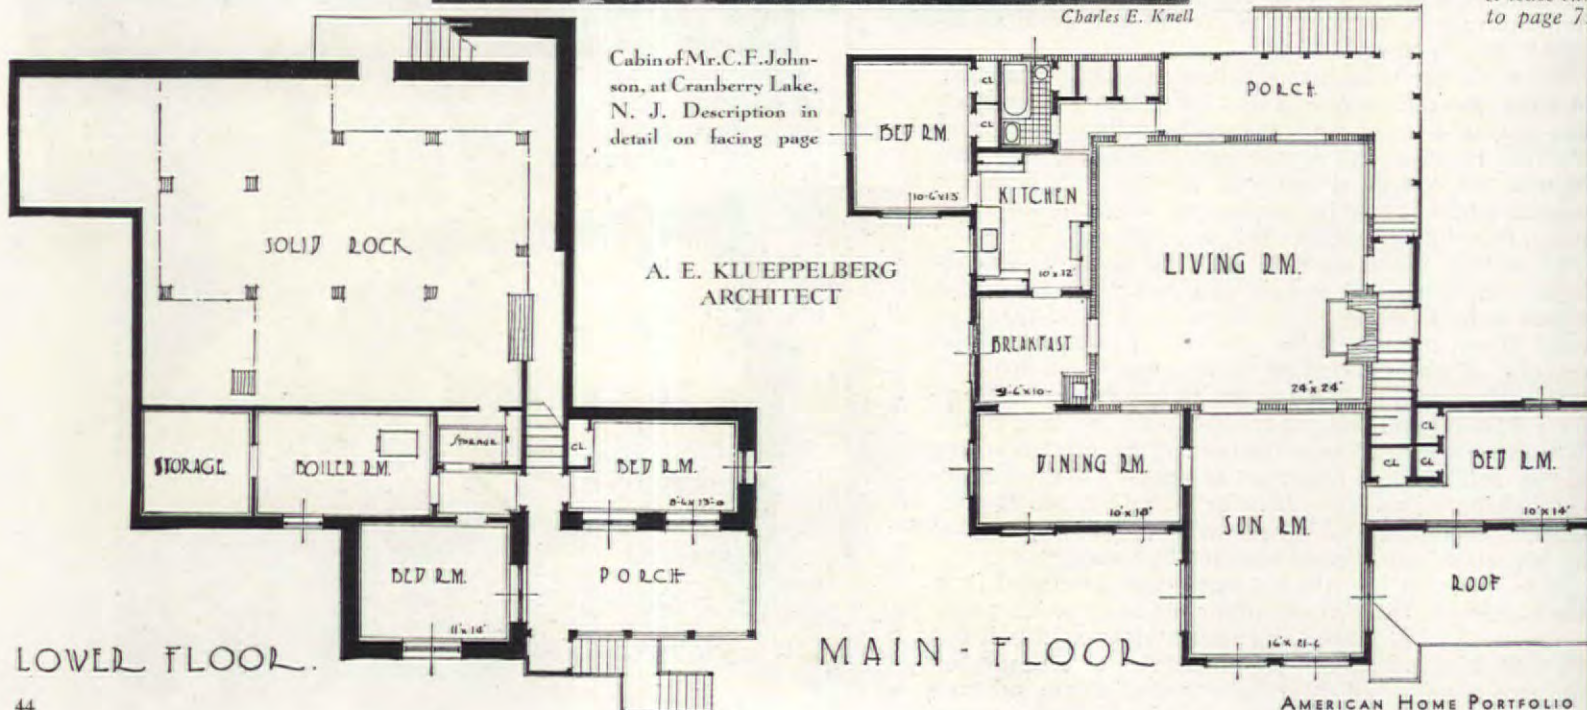 Charles E. Knell
to page 7
Cabin of Mr. C. F. John-
son, at Cranberry Lake,
N. J. Description in
detail on facing page
A. E. KLUEPPELBERG
ARCHITECT
SOLID ROCK
STORAGE
BOILER RM.
STORAGE
CL
BED RM.
8'-6 x 13'-0
BED RM.
11' x 14'
PORCH
LOWER FLOOR.
BED RM
10-6 x 15
CL
CL
PORCH
KITCHEN
10' x 12'
LIVING RM.
24' x 24'
BREAKFAST
9-6 x 10-
DINING RM.
10' x 18'
SUN RM.
16' x 21-6
CL
CL
CL
BED RM.
10' x 14'
ROOF
MAIN-FLOOR
44
AMERICAN HOME PORTFOLIO